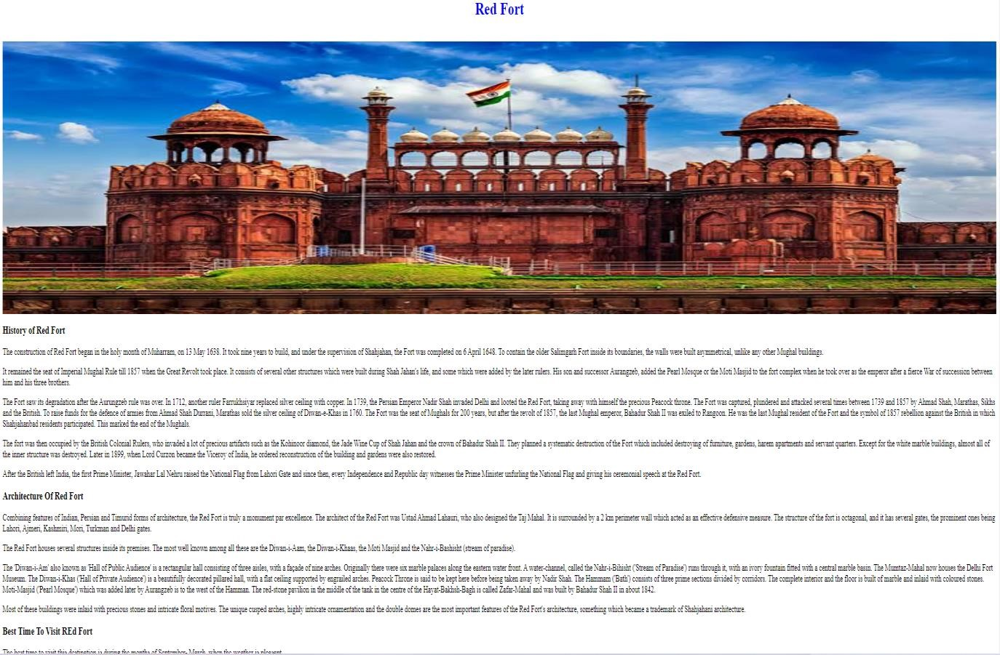 Red Fort
History of Red Fort
The construction of Red Fort began in the holy month of Muharram, on 13 May 1638. It took nine years to build, and under the supervision of Shahjahan, the Fort was completed on 6 April 1648. To contain the older Salimgarh Fort inside its boundaries, the walls were built asymmetrical, unlike any other Mughal buildings.
It remained the seat of Imperial Mughal Rule till 1857 when the Great Revolt took place. It consists of several other structures which were built during Shah Jahan's life, and some which were added by the later rulers. His son and successor Aurangzeb, added the Pearl Mosque or the Moti Masjid to the fort complex when he took over as the emperor after a fierce War of succession between
him and his three brothers.
The Fort saw its degradation after the Aurungzeb rule was over. In 1712, another ruler Farrukhsiyar replaced silver ceiling with copper. In 1739, the Persian Emperor Nadir Shah invaded Delhi and looted the Red Fort, taking away with himself the precious Peacock throne. The Fort was captured, plundered and attacked several times between 1739 and 1857 by Ahmad Shah, Marathas, Sikhs
and the British. To raise funds for the defence of armies from Ahmad Shah Durrani, Marathas sold the silver ceiling of Diwan-e-Khas in 1760. The Fort was the seat of Mughals for 200 years, but after the revolt of 1857, the last Mughal emperor, Bahadur Shah II was exiled to Rangoon. He was the last Mughal resident of the Fort and the symbol of 1857 rebellion against the British in which
Shahjahanbad residents participated. This marked the end of the Mughals.
The fort was then occupied by the British Colonial Rulers, who invaded a lot of precious artifacts such as the Kohinoor diamond, the Jade Wine Cup of Shah Jahan and the crown of Bahadur Shah II. They planned a systematic destruction of the Fort which included destroying of furniture, gardens, harem apartments and servant quarters. Except for the white marble buildings, almost all of
the inner structure was destroyed. Later in 1899, when Lord Curzon became the Viceroy of India, he ordered reconstruction of the building and gardens were also restored.
After the British left India, the first Prime Minister, Jawahar Lal Nehru raised the National Flag from Lahori Gate and since then, every Independence and Republic day witnesses the Prime Minister unfurling the National Flag and giving his ceremonial speech at the Red Fort.
Architecture Of Red Fort
Combining features of Indian, Persian and Timurid forms of architecture, the Red Fort is truly a monument par excellence. The architect of the Red Fort was Ustad Ahmad Lahauri, who also designed the Taj Mahal. It is surrounded by a 2 km perimeter wall which acted as an effective defensive measure. The structure of the fort is octagonal, and it has several gates, the prominent ones being
Lahori, Ajmeri, Kashmiri, Mori, Turkman and Delhi gates.
The Red Fort houses several structures inside its premises. The most well known among all these are the Diwan-i-Aam, the Diwan-i-Khaas, the Moti Masjid and the Nahr-i-Bashisht (stream of paradise).
The 'Diwan-i-Am' also known as 'Hall of Public Audience' is a rectangular hall consisting of three aisles, with a façade of nine arches. Originally there were six marble palaces along the eastern water front. A water-channel, called the Nahr-i-Bihisht ('Stream of Paradise') runs through it, with an ivory fountain fitted with a central marble basin. The Mumtaz-Mahal now houses the Delhi Fort
Museum. The Diwan-i-Khas ('Hall of Private Audience') is a beautifully decorated pillared hall, with a flat ceiling supported by engrailed arches. Peacock Throne is said to be kept here before being taken away by Nadir Shah. The Hammam ('Bath') consists of three prime sections divided by corridors. The complete interior and the floor is built of marble and inlaid with coloured stones.
Moti-Masjid ('Pearl Mosque') which was added later by Aurangzeb is to the west of the Hamman. The red-stone pavilion in the middle of the tank in the centre of the Hayat-Bakhsh-Bagh is called Zafar-Mahal and was built by Bahadur Shah II in about 1842.
Most of these buildings were inlaid with precious stones and intricate floral motives. The unique cusped arches, highly intricate ornamentation and the double domes are the most important features of the Red Fort's architecture, something which became a trademark of Shahjahani architecture.
Best Time To Visit REd Fort
The best time to visit this destination is during the months of September- March, when the weather is pleasent.